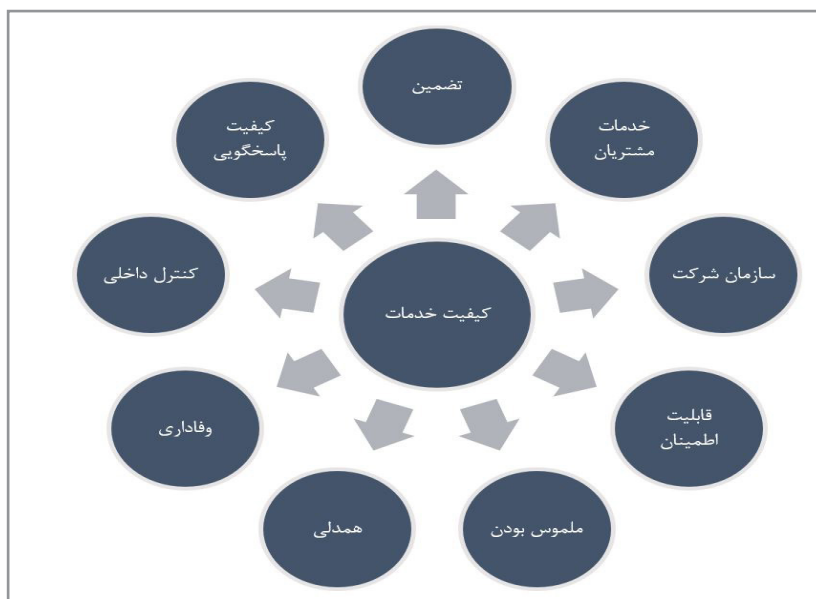 تضمین
خدمات
مشتریان
سازمان شرکت
قابلیت
اطمینان
ملموس بودن
همدلی
وفاداری
کنترل داخلی
کیفیت
پاسخگویی
کیفیت خدمات